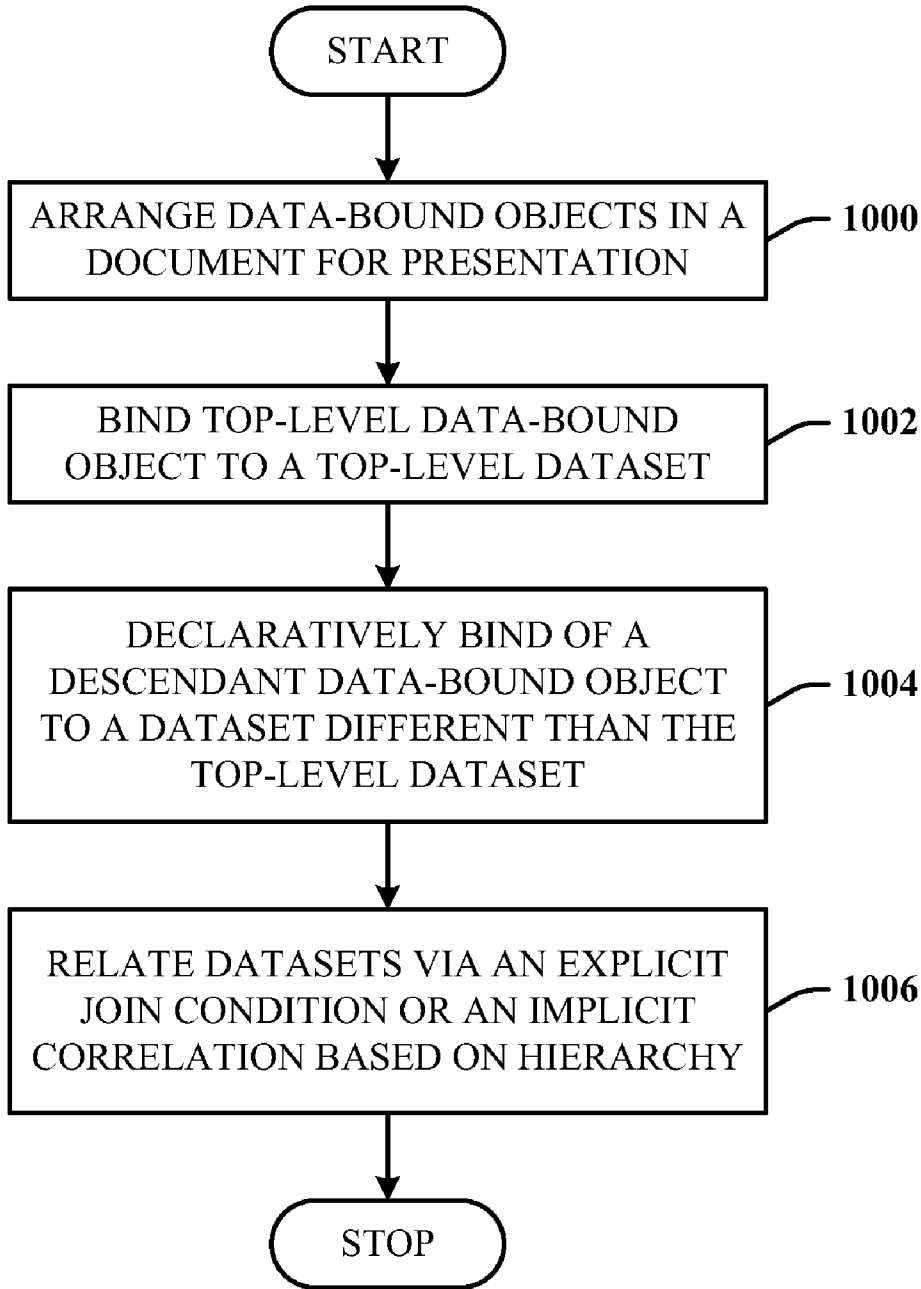 START
ARRANGE DATA-BOUND OBJECTS IN A
DOCUMENT FOR PRESENTATION
1000
BIND TOP-LEVEL DATA-BOUND
OBJECT TO A TOP-LEVEL DATASET
1002
DECLARATIVELY BIND OF A
DESCENDANT DATA-BOUND OBJECT
TO A DATASET DIFFERENT THAN THE
TOP-LEVEL DATASET
1004
RELATE DATASETS VIA AN EXPLICIT
JOIN CONDITION OR AN IMPLICIT
CORRELATION BASED ON HIERARCHY
1006
STOP